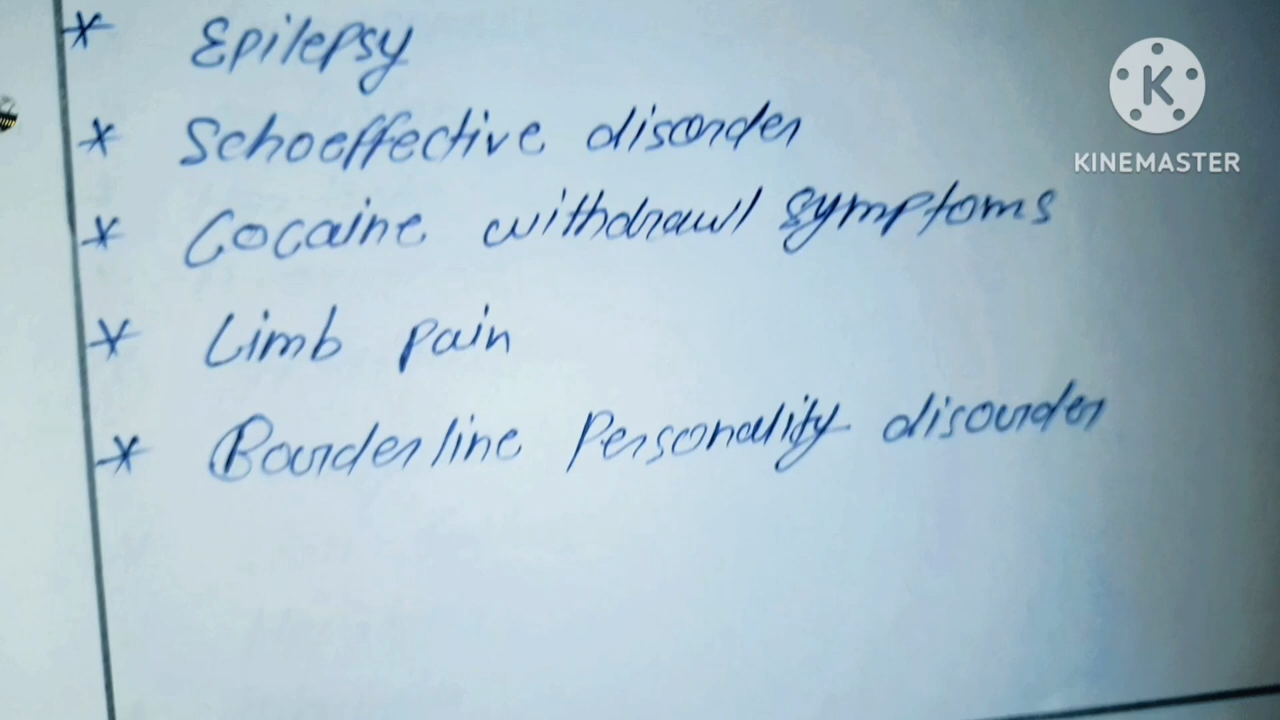 * Epilepsy
* Schoeffective disorder
* Cocaine withdrawl symptoms
* Limb pain
* Borderline Personality disorder
K
KINEMASTER